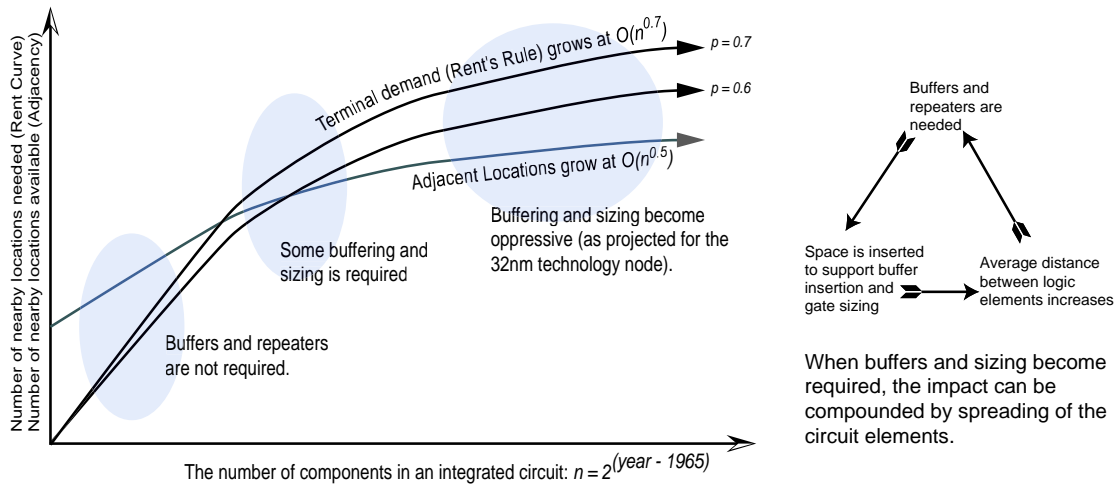 Number of nearby locations needed (Rent Curve)
Number of nearby locations available (Adjacency)
Terminal demand (Rent's Rule) grows at O(n^0.7)
p = 0.7
p = 0.6
Adjacent Locations grow at O(n^0.5)
Buffers and repeaters
are not required.
Some buffering and
sizing is required
Buffering and sizing become
oppressive (as projected for the
32nm technology node).
The number of components in an integrated circuit: n = 2^(year - 1965)
Buffers and
repeaters are
needed
Space is inserted
to support buffer
insertion and
gate sizing
Average distance
between logic
elements increases
When buffers and sizing become
required, the impact can be
compounded by spreading of the
circuit elements.